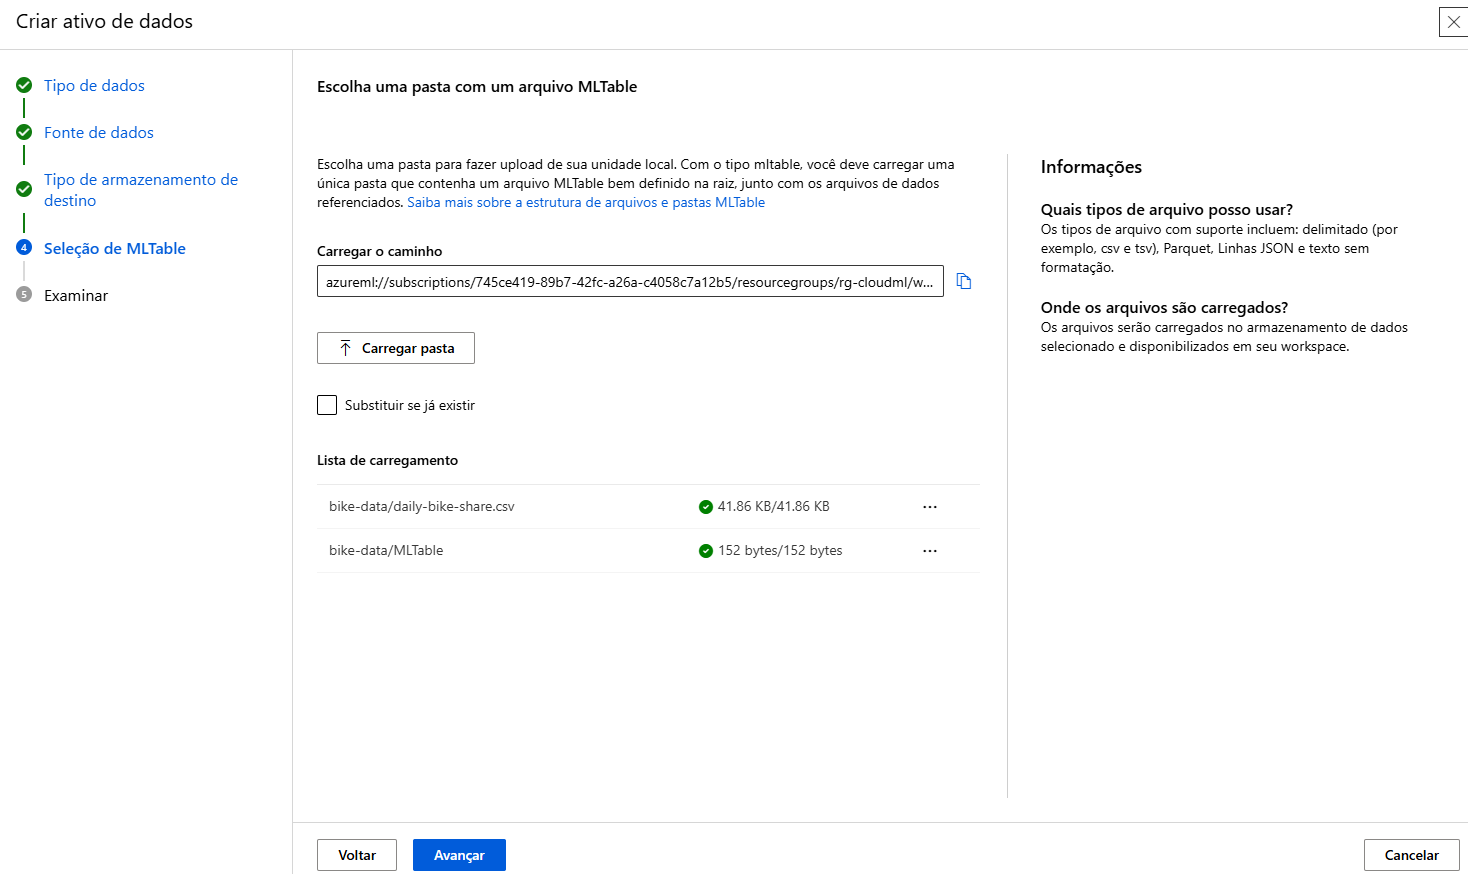 Criar ativo de dados
Tipo de dados
Fonte de dados
Tipo de armazenamento de
destino
4
Seleção de MLTable
5
Examinar
Escolha uma pasta com um arquivo MLTable
Escolha uma pasta para fazer upload de sua unidade local. Com o tipo mltable, você deve carregar uma
única pasta que contenha um arquivo MLTable bem definido na raiz, junto com os arquivos de dados
referenciados. Saiba mais sobre a estrutura de arquivos e pastas MLTable
Carregar o caminho
azureml://subscriptions/745ce419-89b7-42fc-a26a-c4058c7a12b5/resourcegroups/rg-cloudml/w...
Carregar pasta
Substituir se já existir
Lista de carregamento
bike-data/daily-bike-share.csv 41.86 KB/41.86 KB ...
bike-data/MLTable 152 bytes/152 bytes ...
Informações
Quais tipos de arquivo posso usar?
Os tipos de arquivo com suporte incluem: delimitado (por
exemplo, csv e tsv), Parquet, Linhas JSON e texto sem
formatação.
Onde os arquivos são carregados?
Os arquivos serão carregados no armazenamento de dados
selecionado e disponibilizados em seu workspace.
Voltar
Avançar
Cancelar